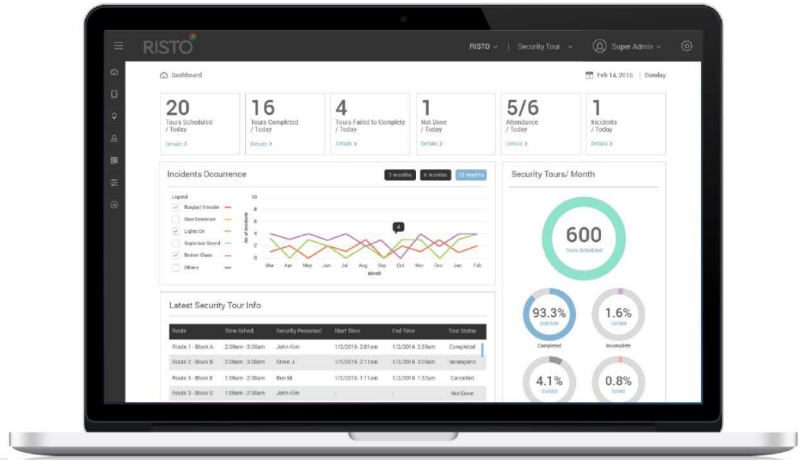 RISTO
RISTO
Security Tour
Super Admin
Dashboard
Feb 14, 2016 | Sunday
20
Tours Scheduled
/ Today
Details >
16
Tours Completed
/ Today
Details >
4
Tours Failed to Complete
/ Today
Details >
1
Not Done
/ Today
Details >
5/6
Attendance
/ Today
Details >
1
Incidents
/ Today
Details >
Incidents Occurrence
3 months
6 months
12 months
Legend
Burglar/Intruder
Door Unsecure
Lights On
Suspicious Sound
Broken Glass
Others
No of Incidents
10
8
6
4
2
0
4
Mar Apr May Jun Jul Aug Sep Oct Nov Dec Jan Feb
Month
Security Tours/ Month
600
Tours Scheduled
93.3%
Completed
1.6%
Incomplete
4.1%
0.8%
Latest Security Tour Info
Route Time Sched. Security Personnel Start Time End Time Tour Status
Route 1 - Block A 2:00am - 3:00am John Kim 1/2/2016 2:01am 1/2/2016 2:59am Completed
Route 2 - Block B 2:00am - 3:00am Steve J. 1/2/2016 2:11am 1/2/2016 3:00am Incomplete
Route 3 - Block E 1:00am - 2:00am Ben M. 1/2/2016 1:11am 1/2/2016 1:32am Cancelled
Route 3 - Block C 1:00am - 2:00am John Kim - - Not Done